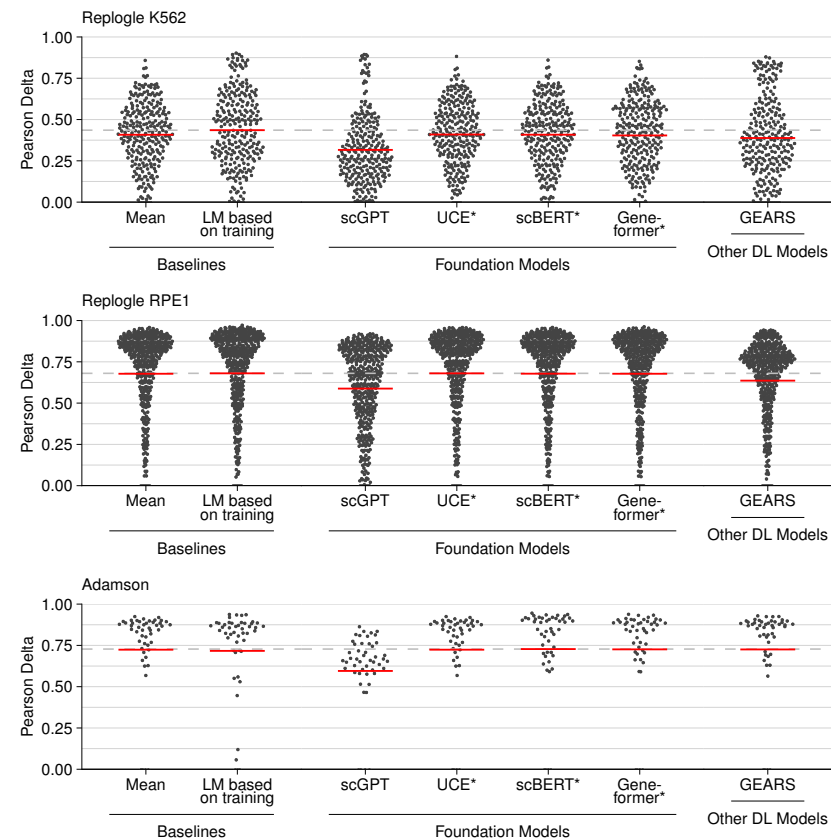 Replogle K562
Pearson Delta
1.00
0.75
0.50
0.25
0.00
Mean
LM based
on training
scGPT
UCE*
scBERT*
Gene-
former*
GEARS
Baselines
Foundation Models
Other DL Models
Replogle RPE1
Pearson Delta
1.00
0.75
0.50
0.25
0.00
Mean
LM based
on training
scGPT
UCE*
scBERT*
Gene-
former*
GEARS
Baselines
Foundation Models
Other DL Models
Adamson
Pearson Delta
1.00
0.75
0.50
0.25
0.00
Mean
LM based
on training
scGPT
UCE*
scBERT*
Gene-
former*
GEARS
Baselines
Foundation Models
Other DL Models